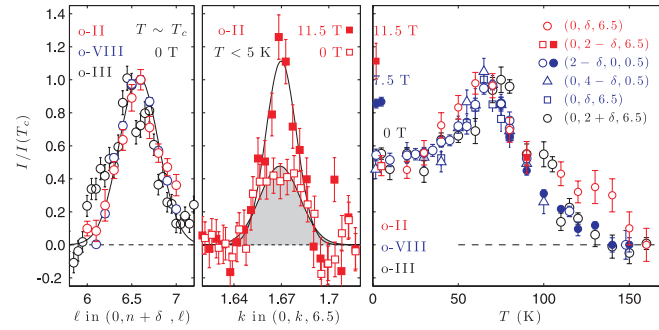 I/I(T_c)
1.4
1.2
1.0
0.8
0.6
0.4
0.2
0.0
-0.2
o-II T ∼ T_c
o-VIII 0 T
o-III
6 6.5 7
ℓ in (0, n + δ, ℓ)
o-II 11.5 T
T < 5 K 0 T
1.64 1.67 1.7
k in (0, k, 6.5)
11.5 T
7.5 T
0 T
(0, δ, 6.5)
(0, 2 − δ, 6.5)
(2 − δ, 0, 0.5)
(0, 4 − δ, 0.5)
(0, δ, 6.5)
(0, 2 + δ, 6.5)
o-II
o-VIII
o-III
0 50 100 150
T (K)